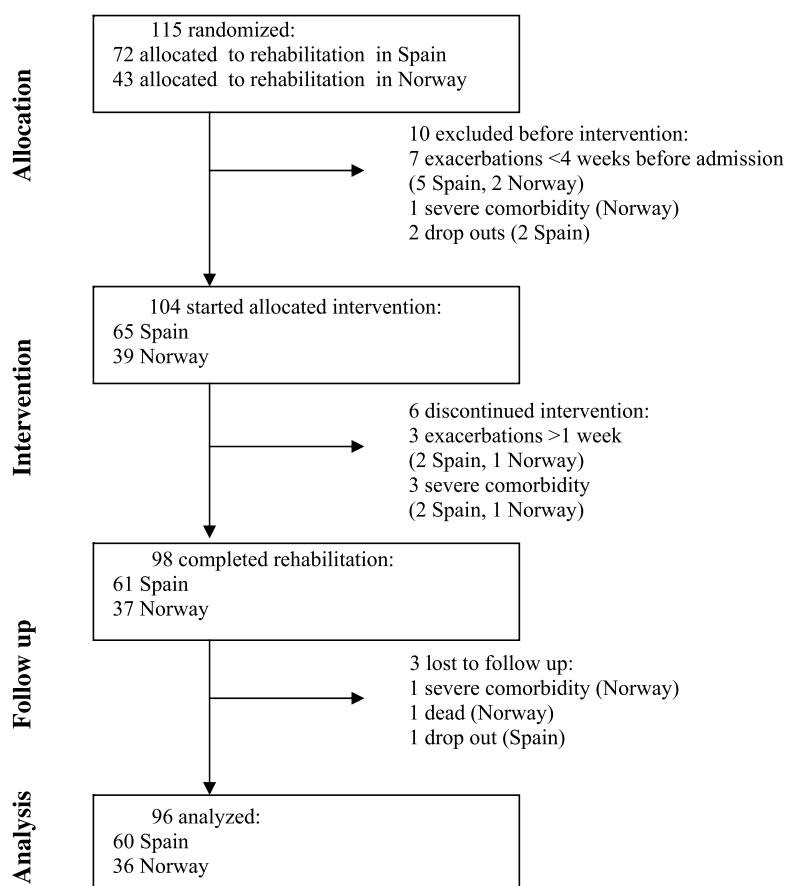 Allocation
115 randomized:
72 allocated to rehabilitation in Spain
43 allocated to rehabilitation in Norway
10 excluded before intervention:
7 exacerbations <4 weeks before admission
(5 Spain, 2 Norway)
1 severe comorbidity (Norway)
2 drop outs (2 Spain)
Intervention
104 started allocated intervention:
65 Spain
39 Norway
6 discontinued intervention:
3 exacerbations >1 week
(2 Spain, 1 Norway)
3 severe comorbidity
(2 Spain, 1 Norway)
Follow up
98 completed rehabilitation:
61 Spain
37 Norway
3 lost to follow up:
1 severe comorbidity (Norway)
1 dead (Norway)
1 drop out (Spain)
Analysis
96 analyzed:
60 Spain
36 Norway